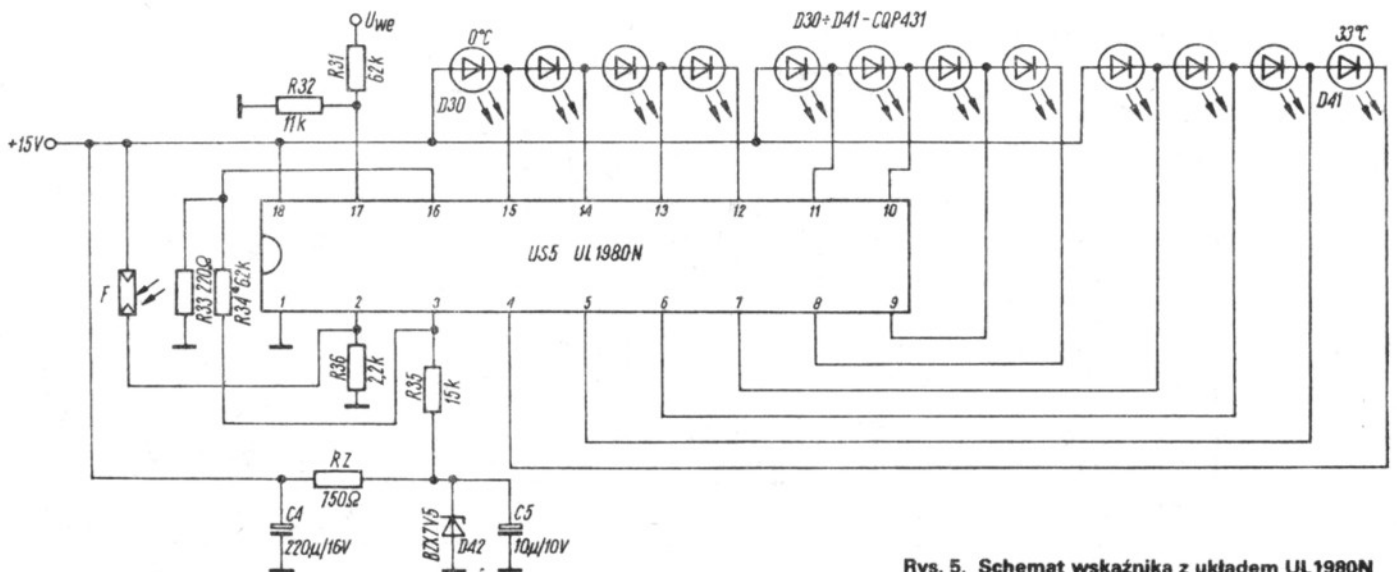 Uwe
D30÷D41-CQP431
0°C
33°C
R31
62k
R32
11k
D30
D41
+15V
18 17 16 15 14 13 12 11 10
US5 UL1980N
1 2 3 4 5 6 7 8 9
F
R33 220Ω
R34* 62k
R36
2,2k
R35
15k
RZ
750Ω
C4
220µ/16V
BZX7V5
D42
C5
10µ/10V
Rys. 5. Schemat wskaźnika z układem UL1980N